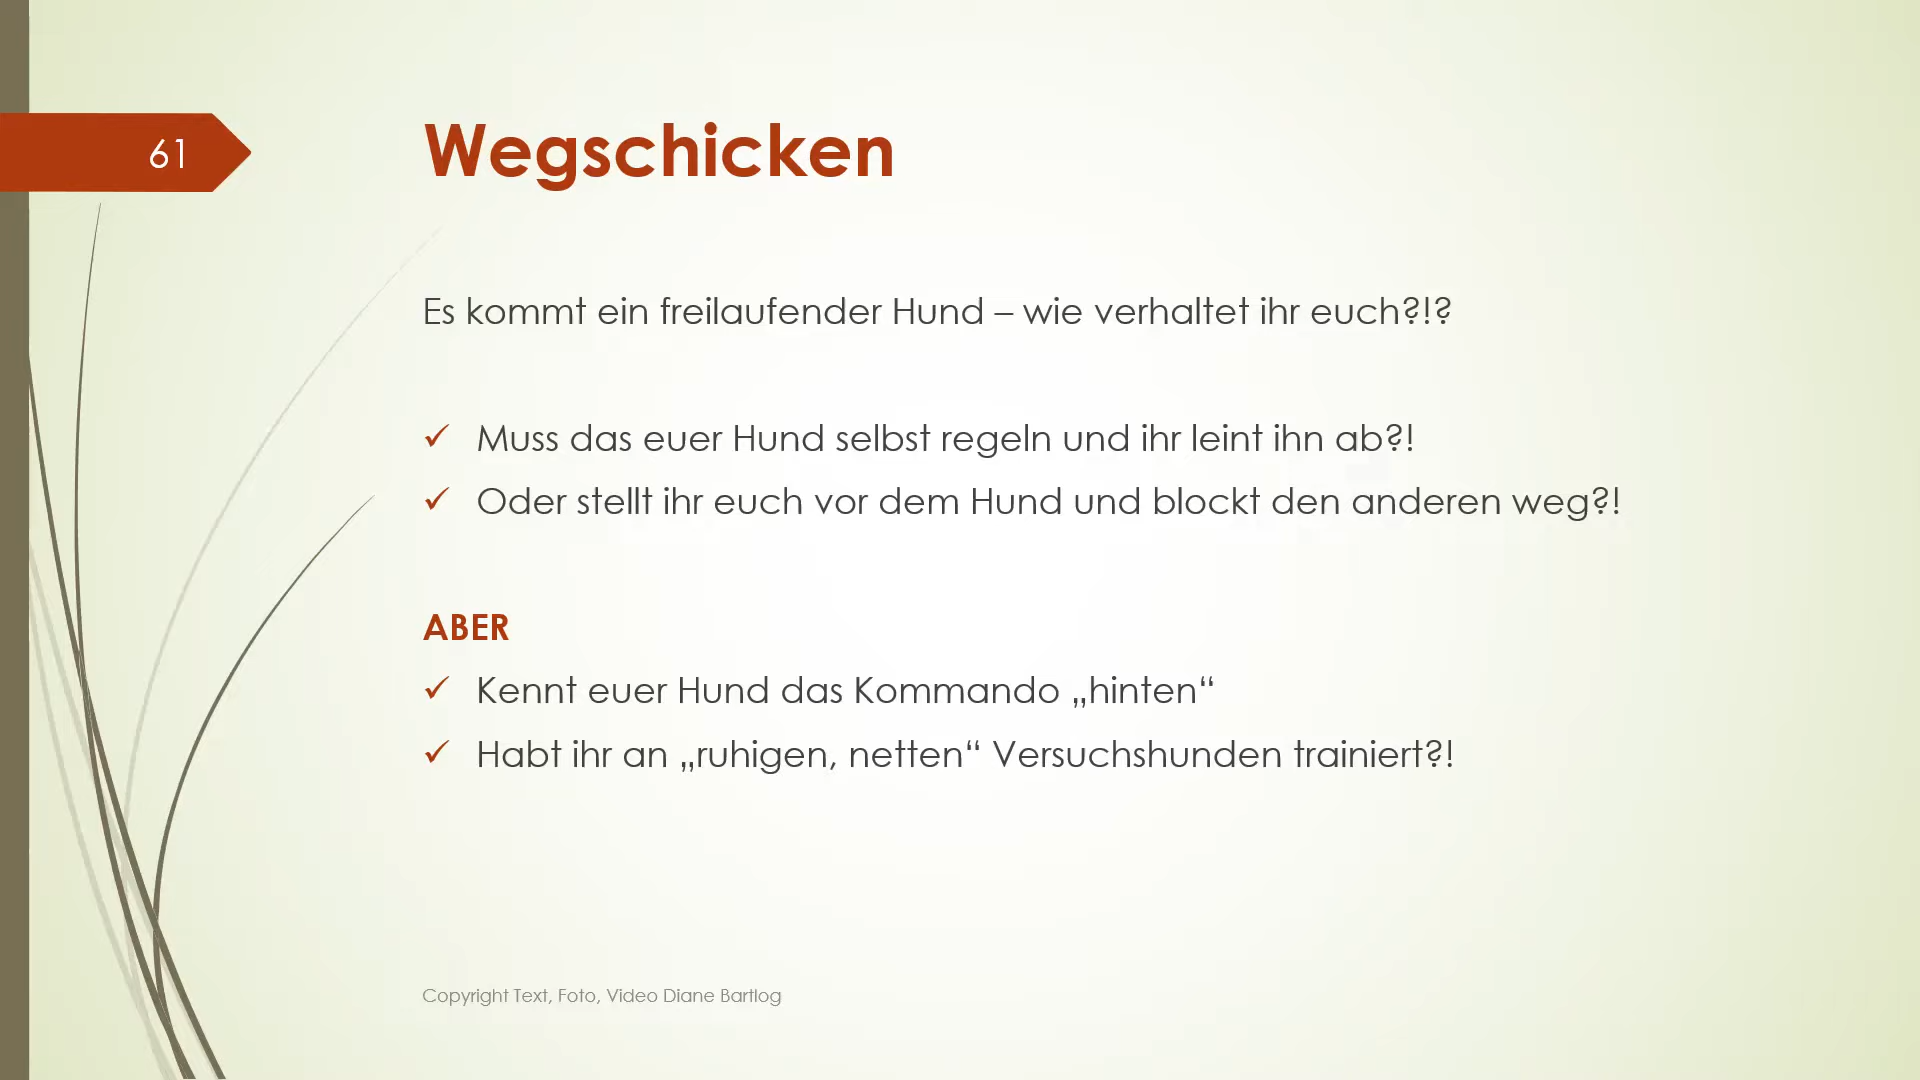 61
Wegschicken
Es kommt ein freilaufender Hund – wie verhaltet ihr euch?!?
✓ Muss das euer Hund selbst regeln und ihr leint ihn ab?!
✓ Oder stellt ihr euch vor dem Hund und blockt den anderen weg?!
ABER
✓ Kennt euer Hund das Kommando „hinten“
✓ Habt ihr an „ruhigen, netten“ Versuchshunden trainiert?!
Copyright Text, Foto, Video Diane Bartlog